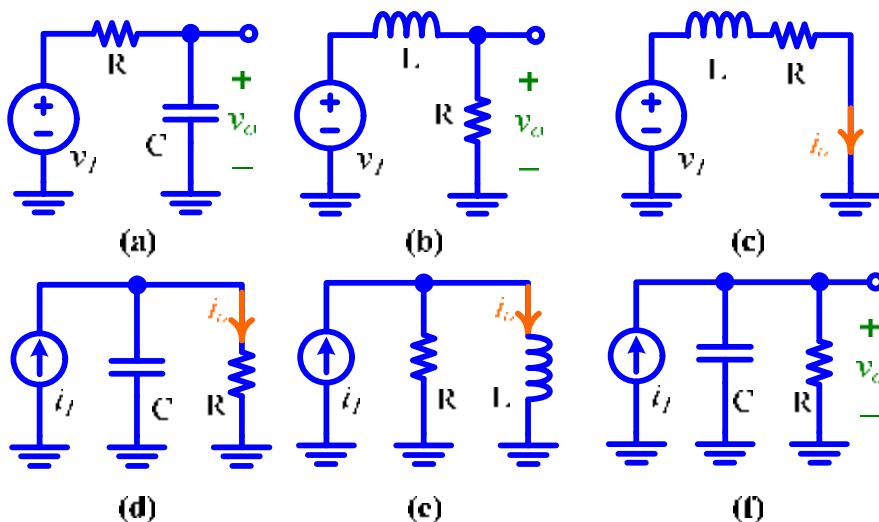 R
C
+
v_o
−
+
−
v_I
(a)
L
R
+
v_o
−
+
−
v_I
(b)
L
R
+
−
v_I
i_o
(c)
i_o
i_I
C
R
(d)
i_o
i_I
R
L
(e)
i_I
C
R
+
v_o
−
(f)